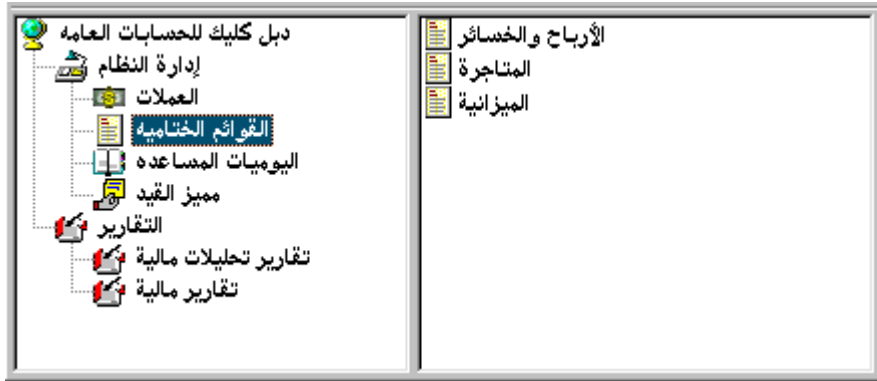 دبل كليك للحسابات العامه
إدارة النظام
العملات
القوائم الختاميه
اليوميات المساعده
مميز القيد
التقارير
تقارير تحليلات مالية
تقارير مالية
الأرباح والخسائر
المتاجرة
الميزانية